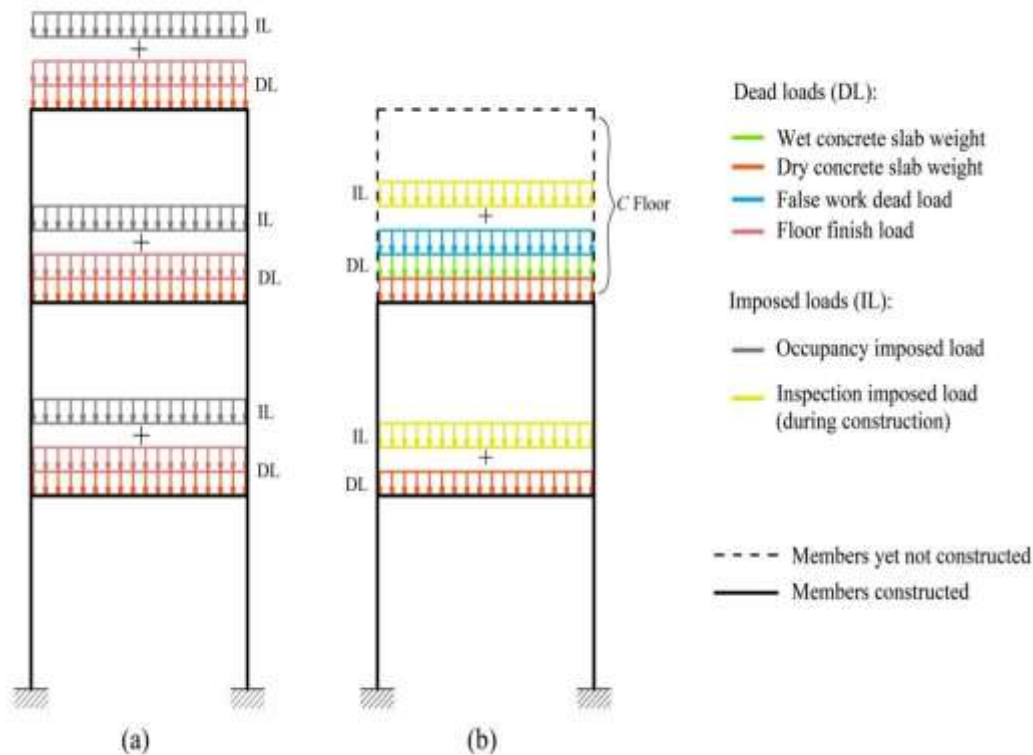 IL
+
DL
IL
+
DL
IL
+
DL
(a)
IL
+
DL
C Floor
IL
+
DL
(b)
Dead loads (DL):
Wet concrete slab weight
Dry concrete slab weight
False work dead load
Floor finish load
Imposed loads (IL):
Occupancy imposed load
Inspection imposed load
(during construction)
Members yet not constructed
Members constructed